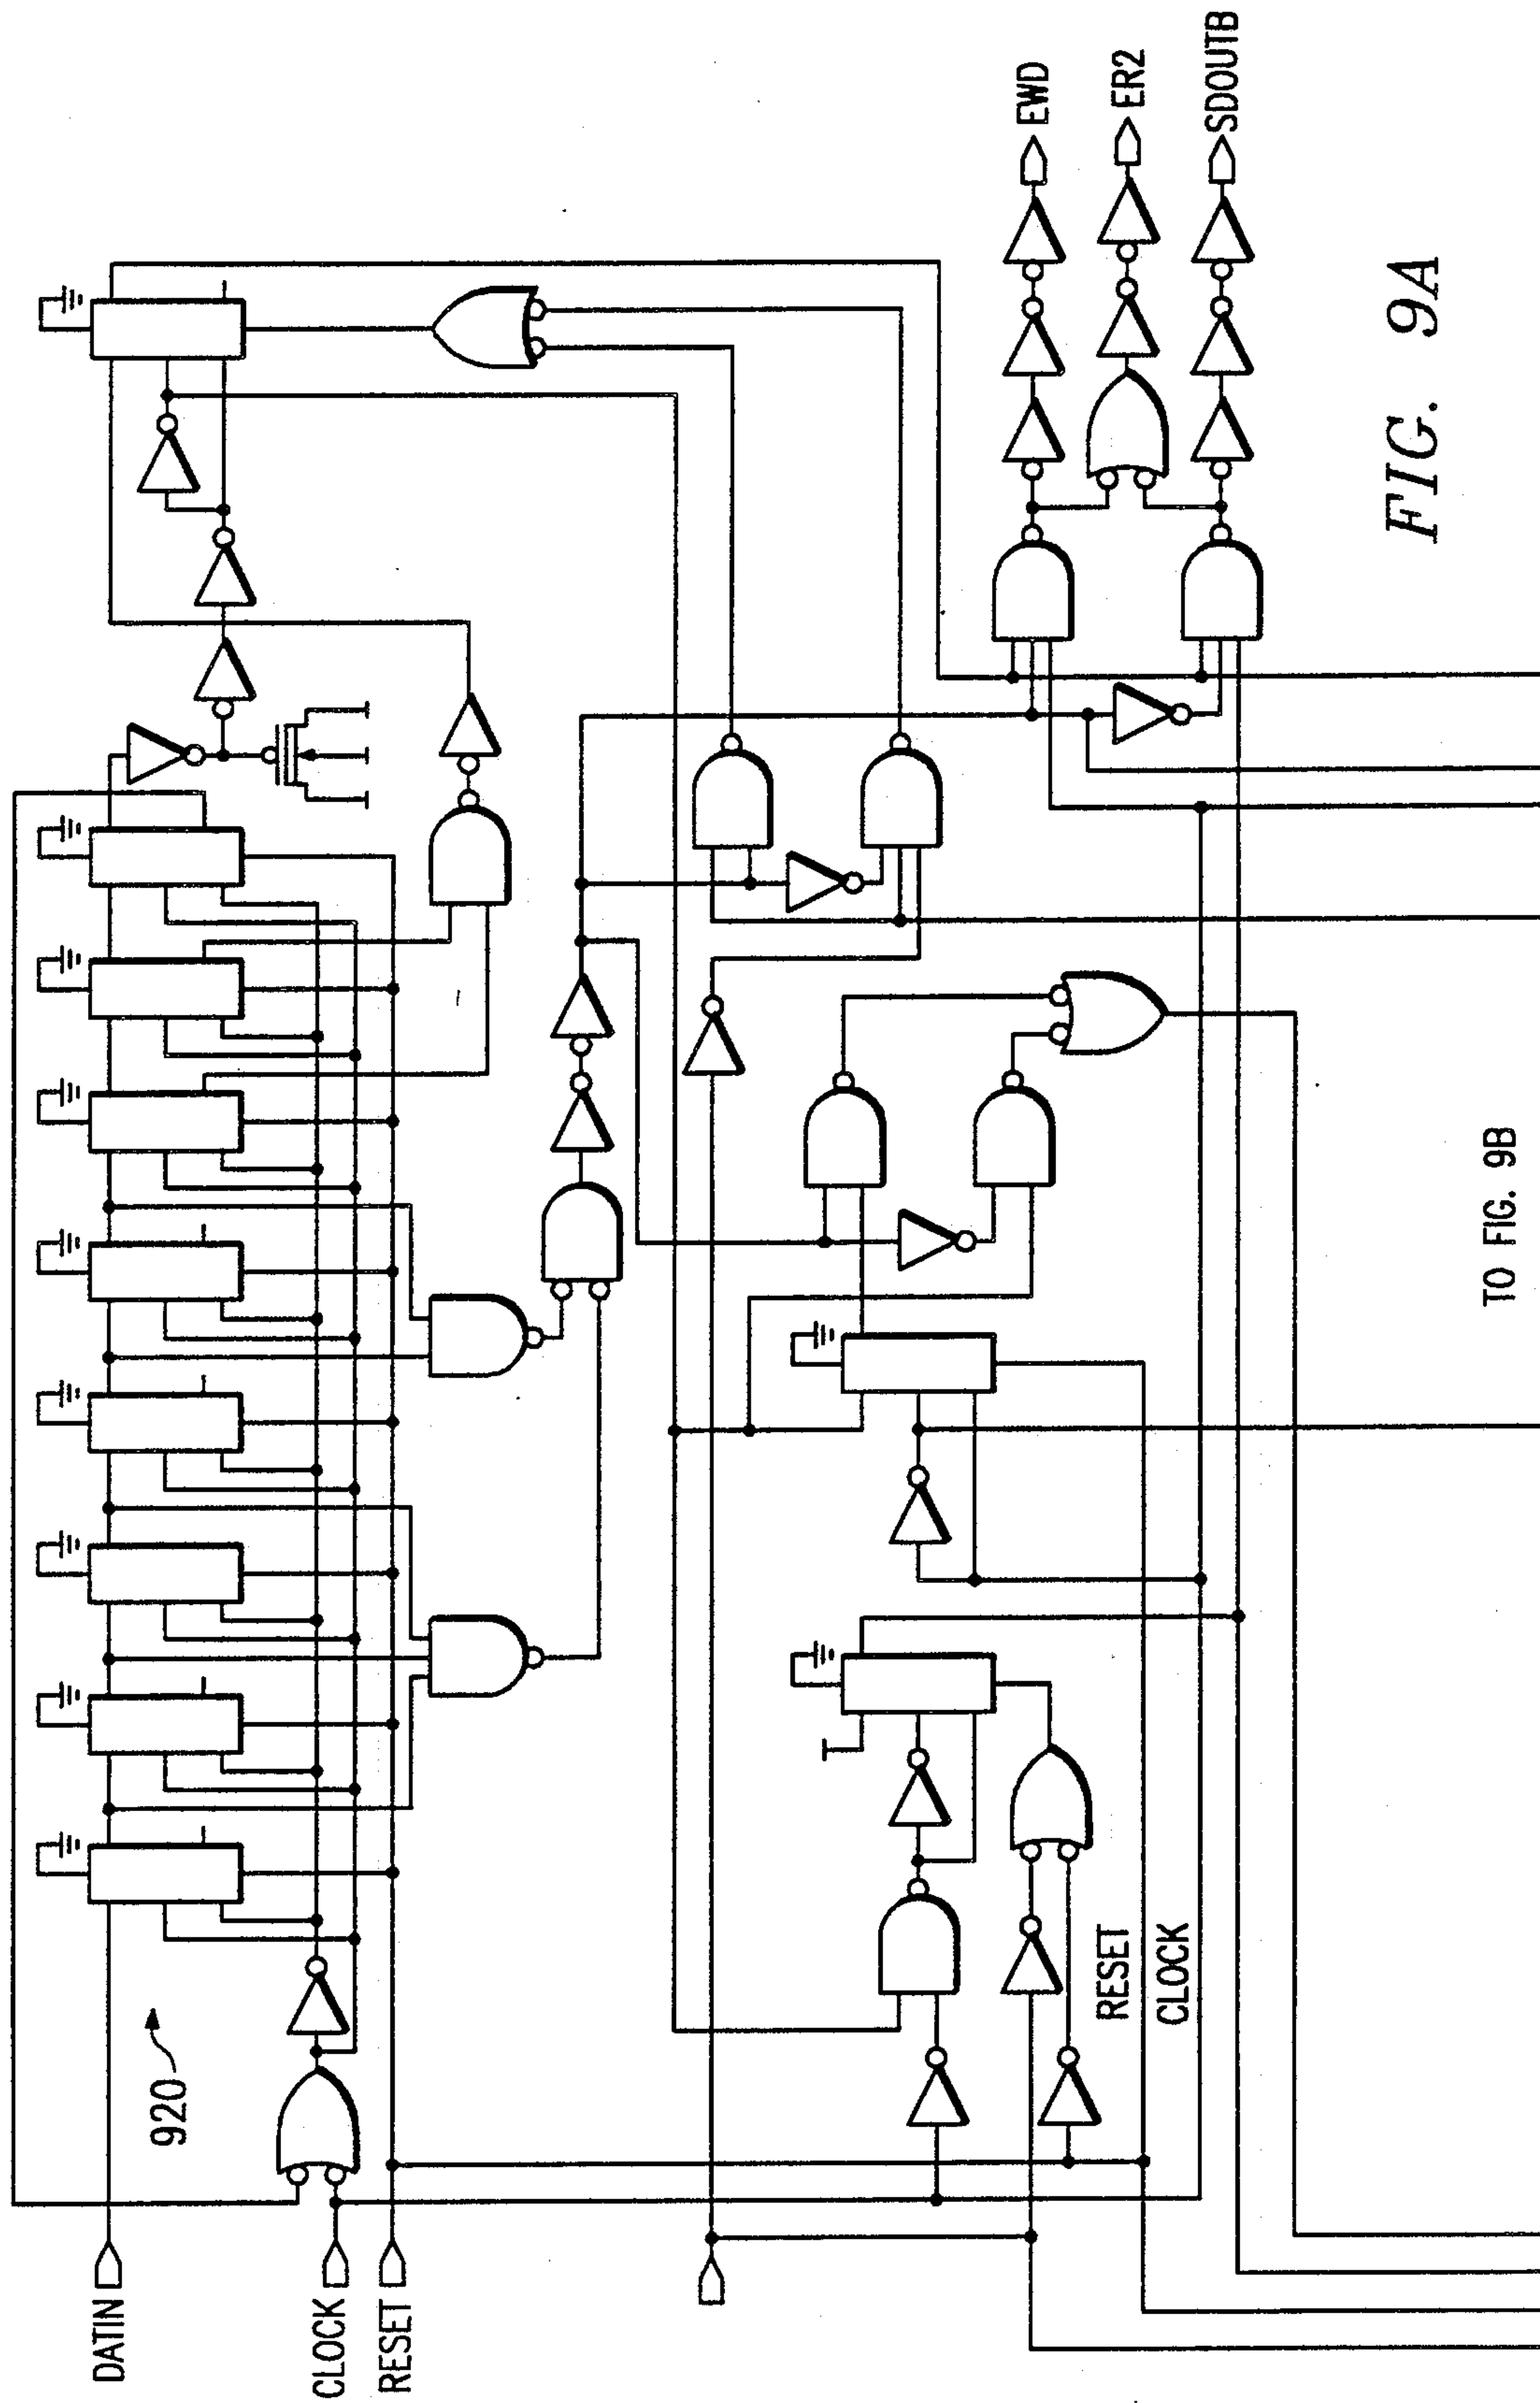 DATIN
920
CLOCK
RESET
RESET
CLOCK
TO FIG. 9B
EWD
ER2
SDOUTB
FIG. 9A